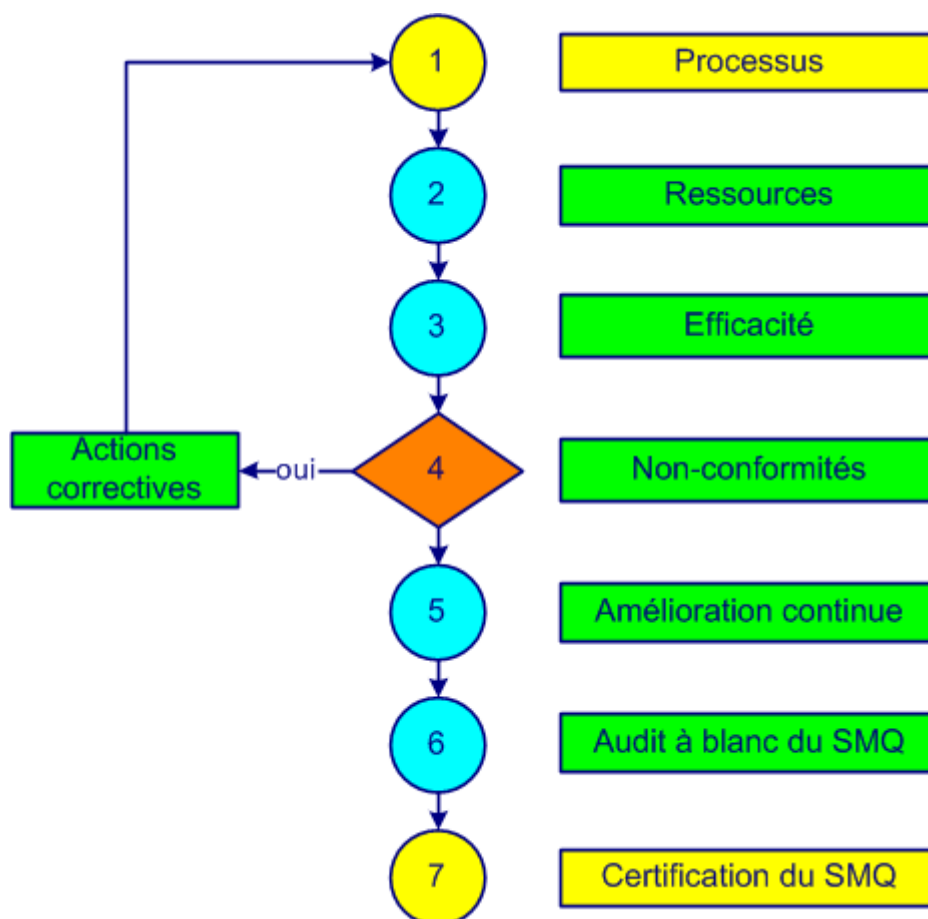 1
Processus
2
Ressources
3
Efficacité
Actions
correctives
oui
4
Non-conformités
5
Amélioration continue
6
Audit à blanc du SMQ
7
Certification du SMQ